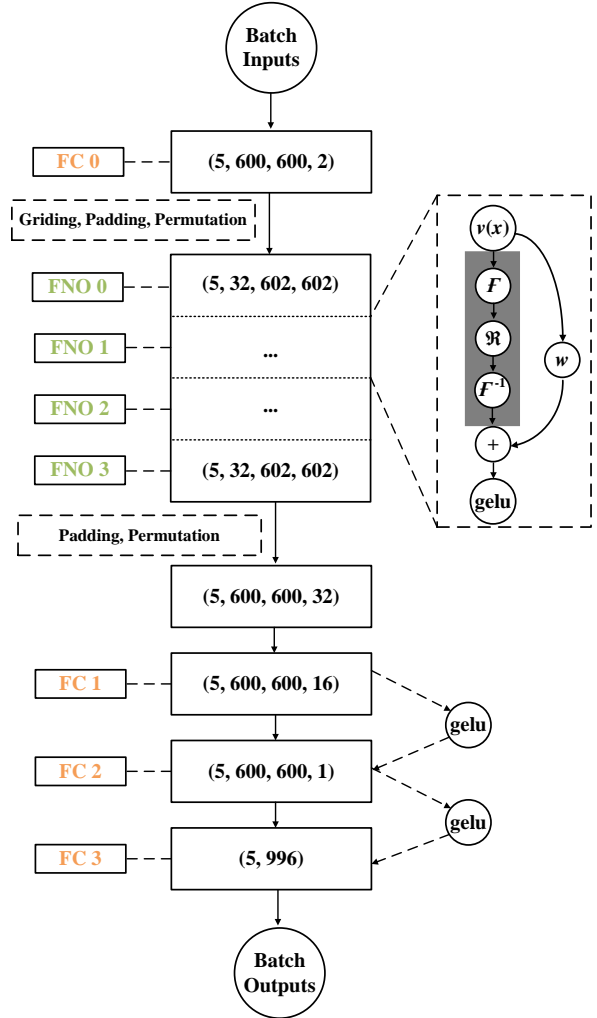 Batch
Inputs
FC 0
(5, 600, 600, 2)
Griding, Padding, Permutation
FNO 0
(5, 32, 602, 602)
FNO 1
...
FNO 2
...
FNO 3
(5, 32, 602, 602)
v(x)
F
ℜ
F⁻¹
w
+
gelu
Padding, Permutation
(5, 600, 600, 32)
FC 1
(5, 600, 600, 16)
gelu
FC 2
(5, 600, 600, 1)
gelu
FC 3
(5, 996)
Batch
Outputs